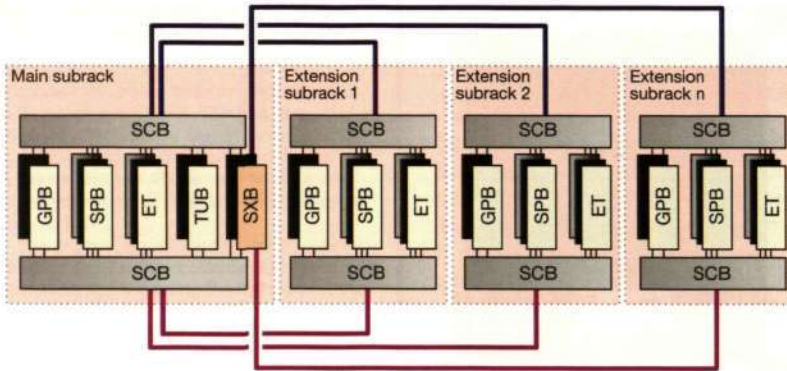 Main subrack
Extension
subrack 1
Extension
subrack 2
Extension
subrack n
SCB
SCB
SCB
SCB
GPB
SPB
ET
TUB
SXB
GPB
SPB
ET
GPB
SPB
ET
GPB
SPB
ET
SCB
SCB
SCB
SCB